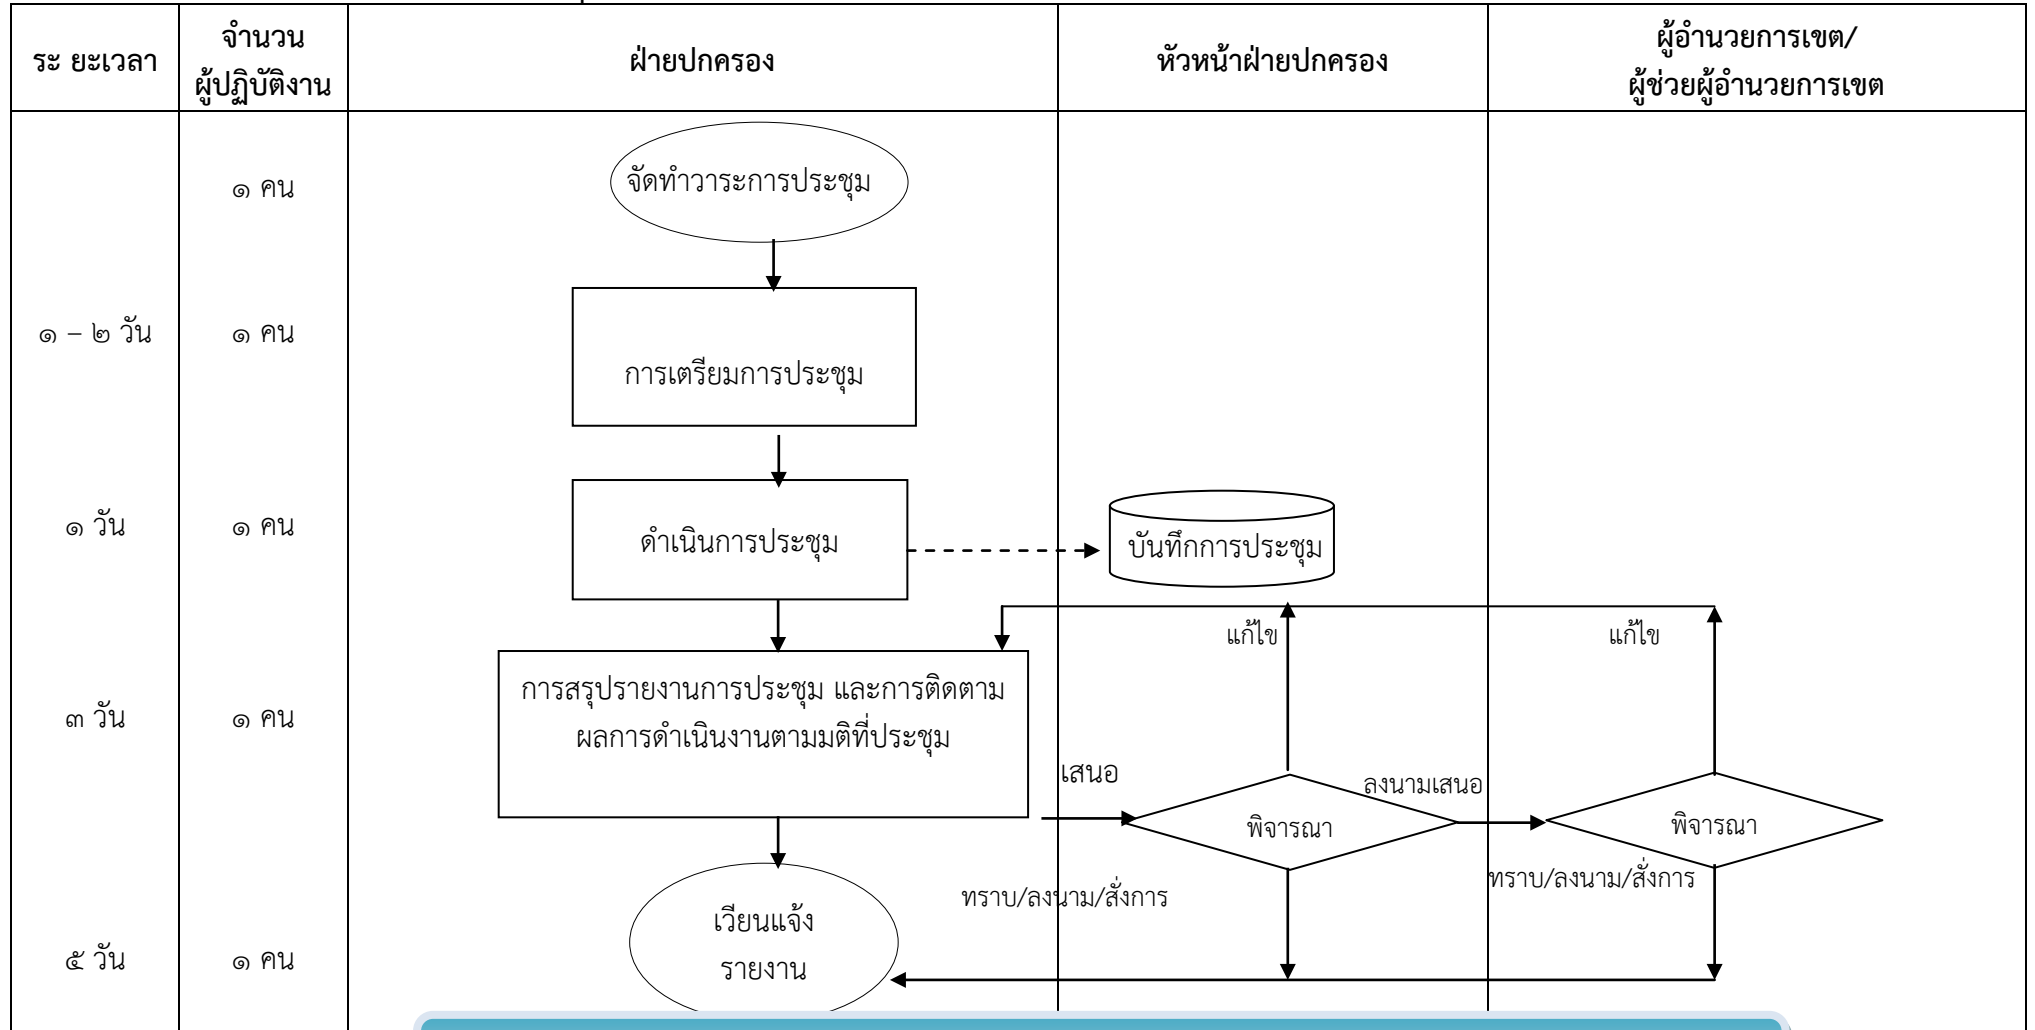 ระ ยะเวลา
จำนวน
ผู้ปฏิบัติงาน
ฝ่ายปกครอง
หัวหน้าฝ่ายปกครอง
ผู้อำนวยการเขต/
ผู้ช่วยผู้อำนวยการเขต
๑ คน
จัดทำวาระการประชุม
๑ – ๒ วัน
๑ คน
การเตรียมการประชุม
๑ วัน
๑ คน
ดำเนินการประชุม
บันทึกการประชุม
แก้ไข
แก้ไข
๓ วัน
๑ คน
การสรุปรายงานการประชุม และการติดตาม
ผลการดำเนินงานตามมติที่ประชุม
เสนอ
ลงนามเสนอ
พิจารณา
พิจารณา
ทราบ/ลงนาม/สั่งการ
ทราบ/ลงนาม/สั่งการ
๕ วัน
๑ คน
เวียนแจ้ง
รายงาน